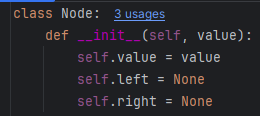 class Node:  3 usages
    def __init__(self, value):
        self.value = value
        self.left = None
        self.right = None